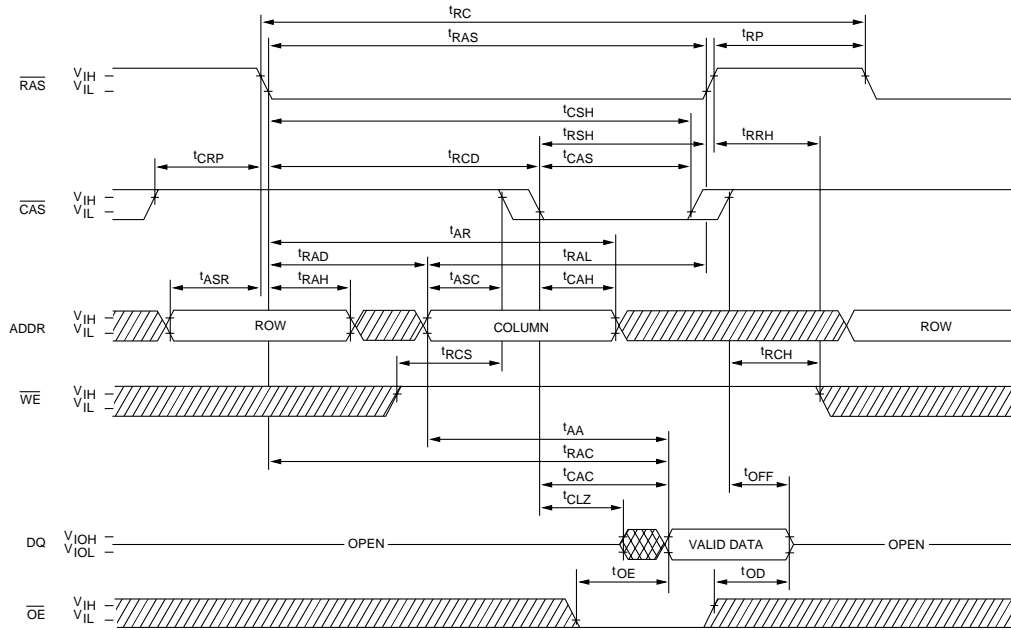 tRC
tRAS
tRP
RAS
VIH
VIL
tCSH
tRSH
tRRH
tCRP
tRCD
tCAS
CAS
VIH
VIL
tAR
tRAD
tRAL
tASR
tRAH
tASC
tCAH
ADDR
VIH
VIL
ROW
COLUMN
ROW
tRCS
tRCH
WE
VIH
VIL
tAA
tRAC
tCAC
tOFF
tCLZ
DQ
VIOH
VIOL
OPEN
VALID DATA
OPEN
tOE
tOD
OE
VIH
VIL